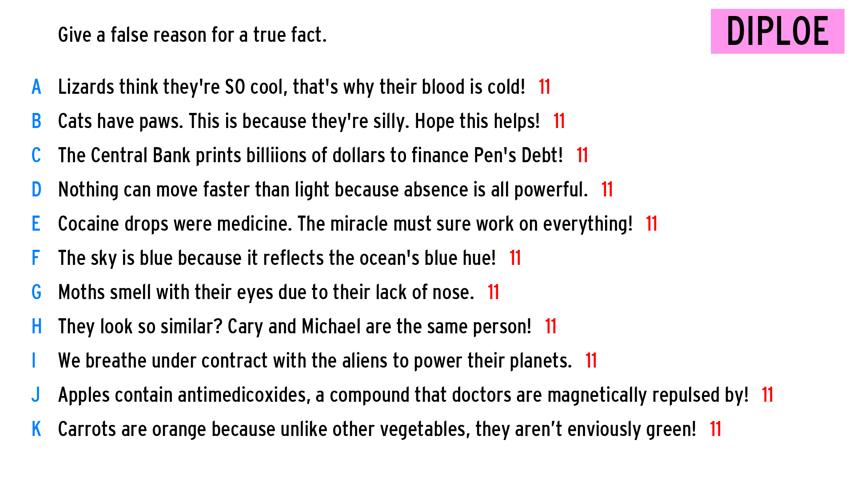 Give a false reason for a true fact.
DIPLOE
A Lizards think they're SO cool, that's why their blood is cold! 11
B Cats have paws. This is because they're silly. Hope this helps! 11
C The Central Bank prints billiions of dollars to finance Pen's Debt! 11
D Nothing can move faster than light because absence is all powerful. 11
E Cocaine drops were medicine. The miracle must sure work on everything! 11
F The sky is blue because it reflects the ocean's blue hue! 11
G Moths smell with their eyes due to their lack of nose. 11
H They look so similar? Cary and Michael are the same person! 11
I We breathe under contract with the aliens to power their planets. 11
J Apples contain antimedicoxides, a compound that doctors are magnetically repulsed by! 11
K Carrots are orange because unlike other vegetables, they aren’t enviously green! 11